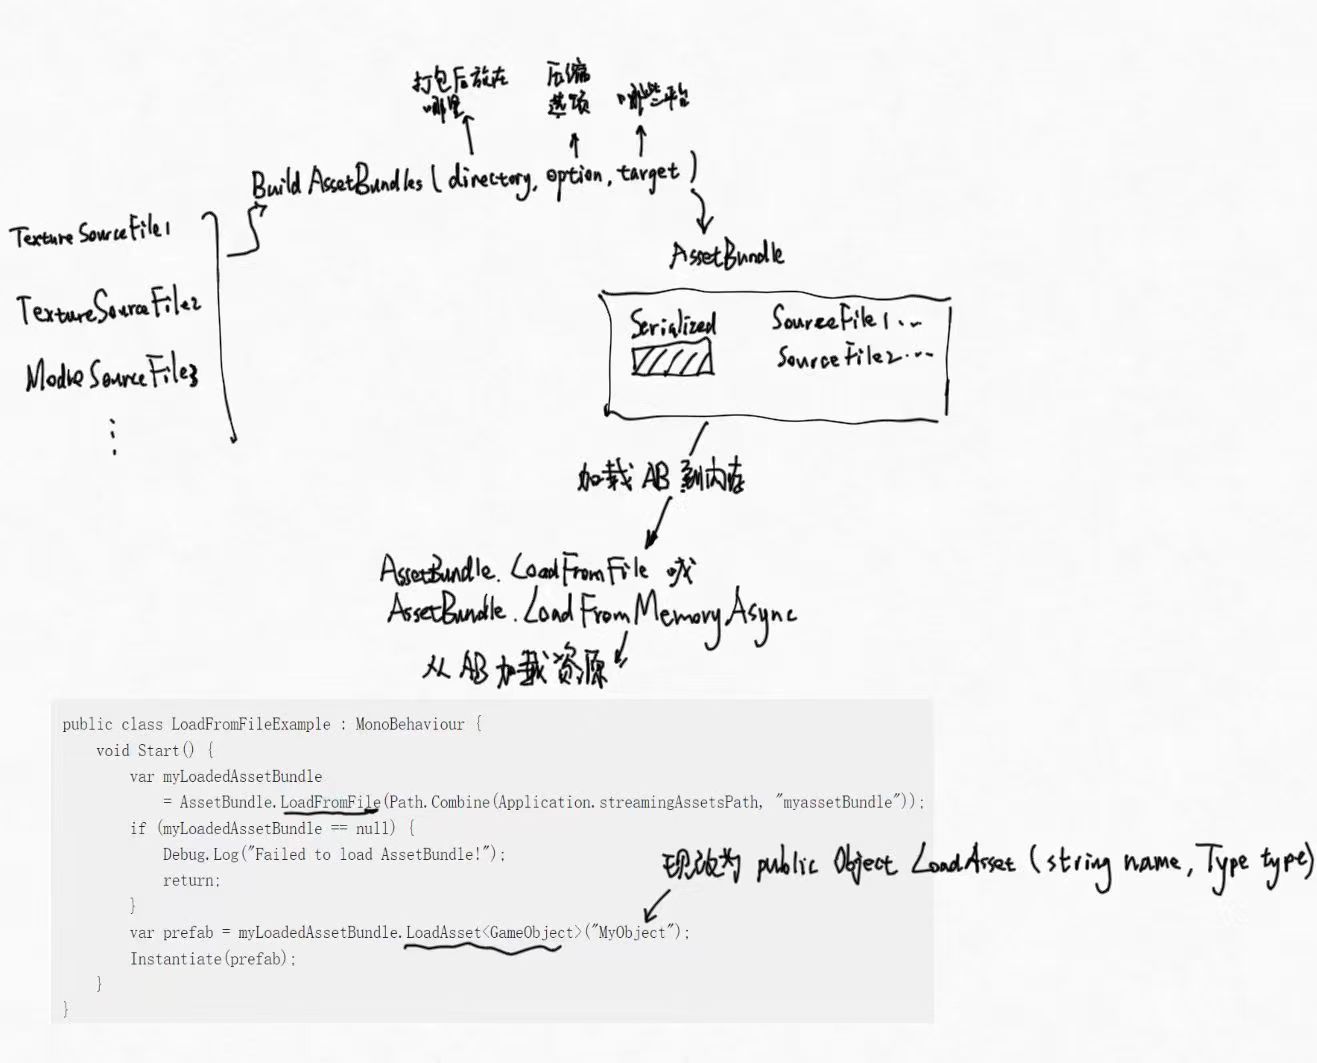 打包后放在
哪里
压缩
选项
哪些平台
Build AssetBundles (directory, option, target)
TextureSourceFile1
TextureSourceFile2
ModleSourceFile3
⋮
AssetBundle
Serialized
SourceFile1...
SourceFile2...
加载 AB 到内存
AssetBundle.LoadFromFile 或
AssetBundle.LoadFromMemoryAsync
从 AB 加载资源
public class LoadFromFileExample : MonoBehaviour {
    void Start() {
        var myLoadedAssetBundle
            = AssetBundle.LoadFromFile(Path.Combine(Application.streamingAssetsPath, "myassetBundle"));
        if (myLoadedAssetBundle == null) {
            Debug.Log("Failed to load AssetBundle!");
            return;
        }
        var prefab = myLoadedAssetBundle.LoadAsset<GameObject>("MyObject");
        Instantiate(prefab);
    }
}
现改为 public Object LoadAsset (string name, Type type)